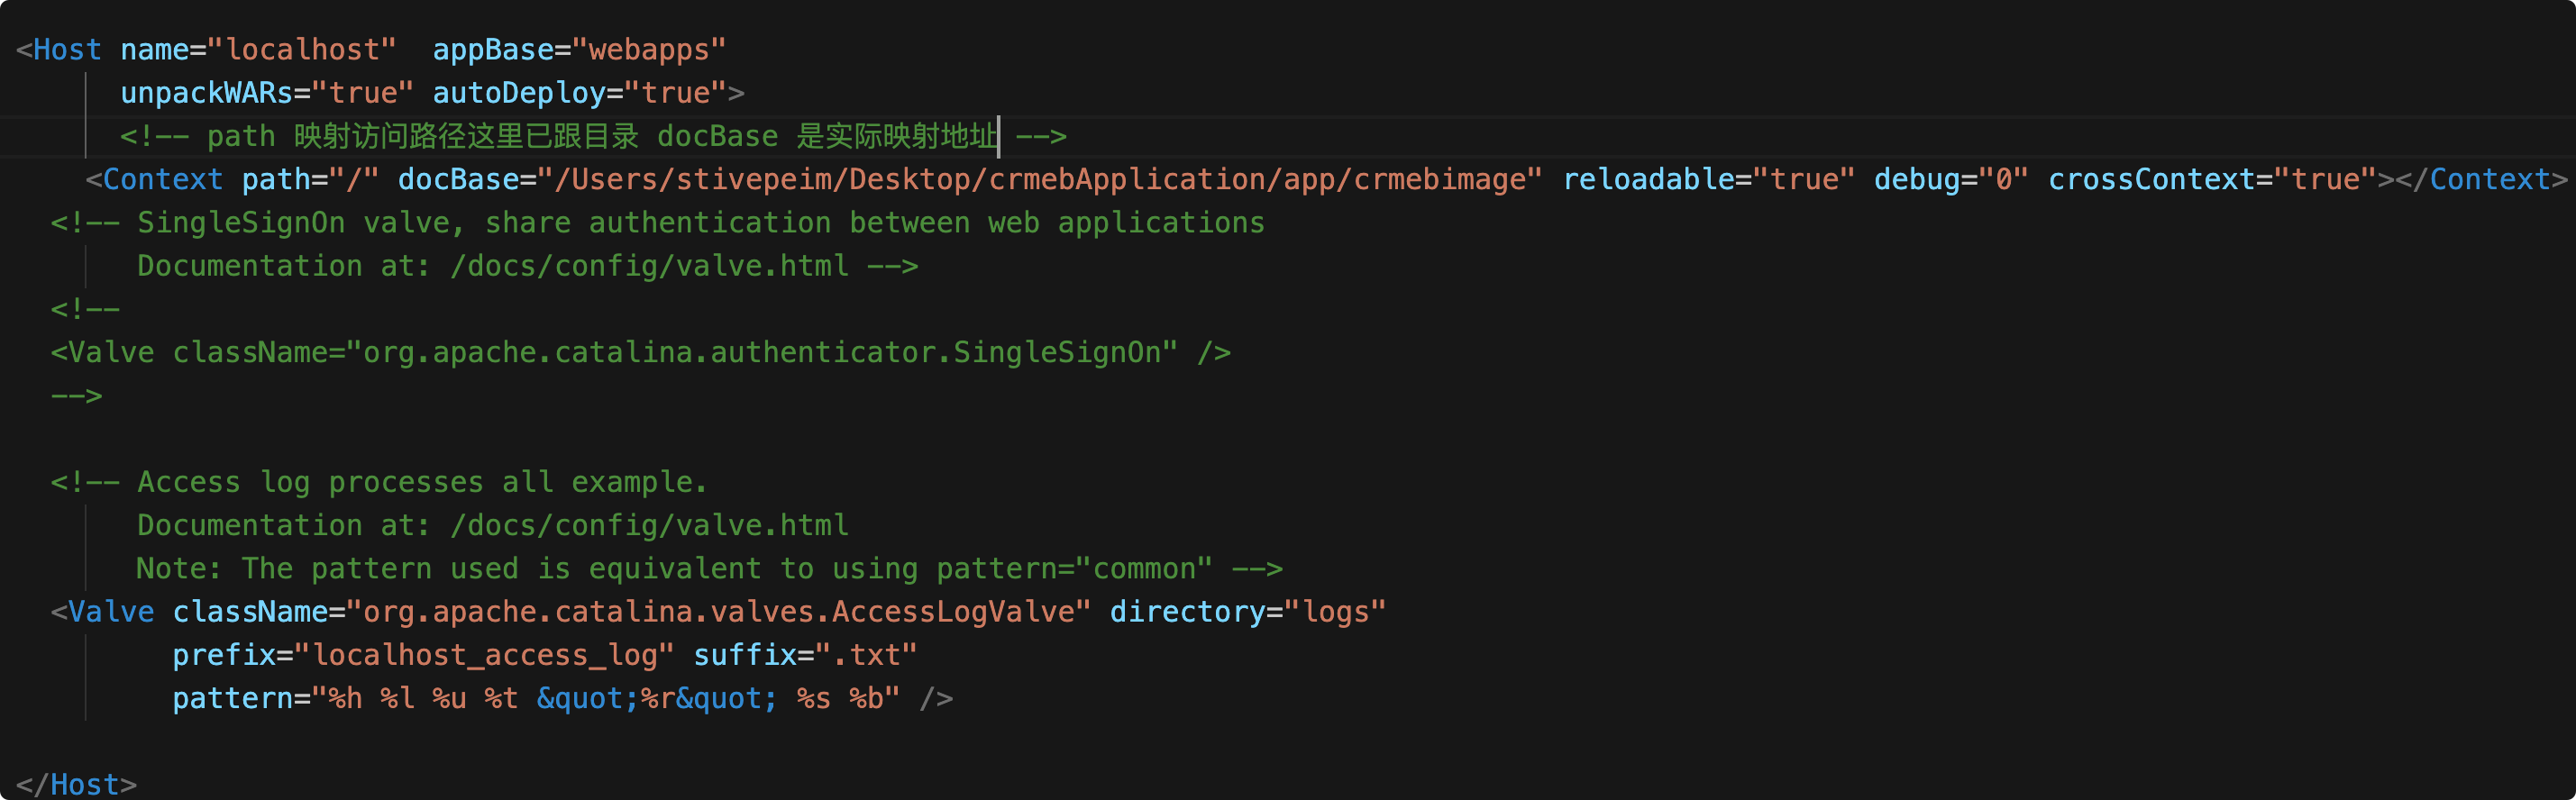 <Host name="localhost"  appBase="webapps"
unpackWARs="true" autoDeploy="true">
<!-- path 映射访问路径这里已跟目录 docBase 是实际映射地址 -->
<Context path="/" docBase="/Users/stivepeim/Desktop/crmebApplication/app/crmebimage" reloadable="true" debug="0" crossContext="true"></Context>
<!-- SingleSignOn valve, share authentication between web applications
Documentation at: /docs/config/valve.html -->
<!--
<Valve className="org.apache.catalina.authenticator.SingleSignOn" />
-->
<!-- Access log processes all example.
Documentation at: /docs/config/valve.html
Note: The pattern used is equivalent to using pattern="common" -->
<Valve className="org.apache.catalina.valves.AccessLogValve" directory="logs"
prefix="localhost_access_log" suffix=".txt"
pattern="%h %l %u %t &quot;%r&quot; %s %b" />
</Host>